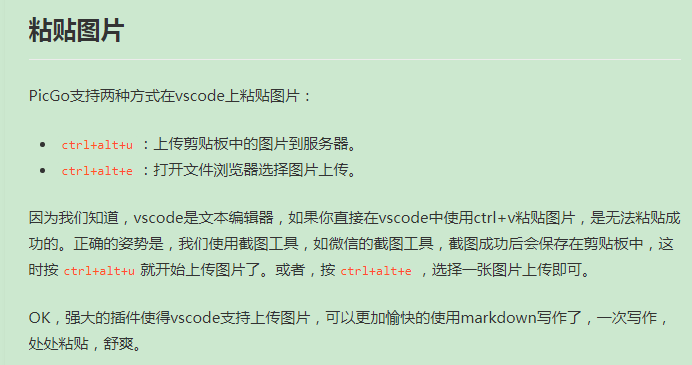 粘贴图片
PicGo支持两种方式在vscode上粘贴图片：
ctrl+alt+u ：上传剪贴板中的图片到服务器。
ctrl+alt+e ：打开文件浏览器选择图片上传。
因为我们知道，vscode是文本编辑器，如果你直接在vscode中使用ctrl+v粘贴图片，是无法粘贴成
功的。正确的姿势是，我们使用截图工具，如微信的截图工具，截图成功后会保存在剪贴板中，这
时按 ctrl+alt+u 就开始上传图片了。或者，按 ctrl+alt+e ，选择一张图片上传即可。
OK，强大的插件使得vscode支持上传图片，可以更加愉快的使用markdown写作了，一次写作，
处处粘贴，舒爽。